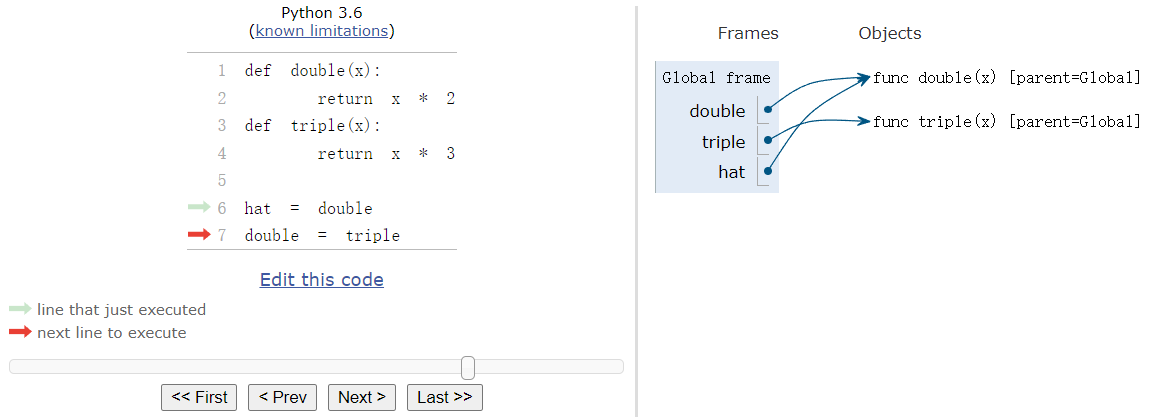 Python 3.6
(known limitations)
1 def double(x):
2 return x * 2
3 def triple(x):
4 return x * 3
5
6 hat = double
7 double = triple
Edit this code
line that just executed
next line to execute
<< First < Prev Next > Last >>
Frames Objects
Global frame
double
triple
hat
func double(x) [parent=Global]
func triple(x) [parent=Global]